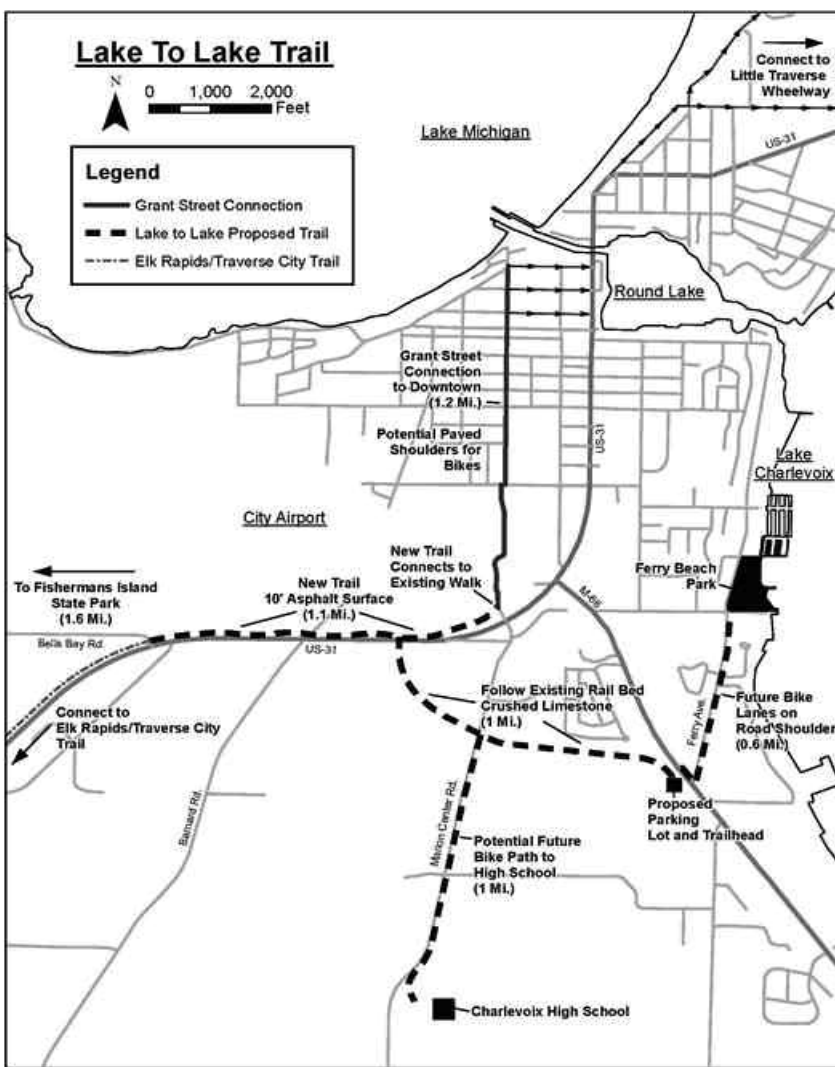 Lake To Lake Trail
N
0 1,000 2,000
Feet
Connect to
Little Traverse
Wheelway
Lake Michigan
US-31
Legend
Grant Street Connection
Lake to Lake Proposed Trail
Elk Rapids/Traverse City Trail
Round Lake
Grant Street
Connection
to Downtown
(1.2 Mi.)
Potential Paved
Shoulders for
Bikes
US-31
Lake
Charlevoix
City Airport
New Trail
Connects to
Existing Walk
Ferry Beach
Park
To Fishermans Island
State Park
(1.6 Mi.)
New Trail
10' Asphalt Surface
(1.1 Mi.)
M-66
Bells Bay Rd.
US-31
Follow Existing Rail Bed
Crushed Limestone
(1 Mi.)
Ferry Ave.
Future Bike
Lanes on
Road Shoulder
(0.6 Mi.)
Connect to
Elk Rapids/Traverse City
Trail
Barnard Rd.
Marion Center Rd.
Proposed
Parking
Lot and Trailhead
Potential Future
Bike Path to
High School
(1 Mi.)
Charlevoix High School